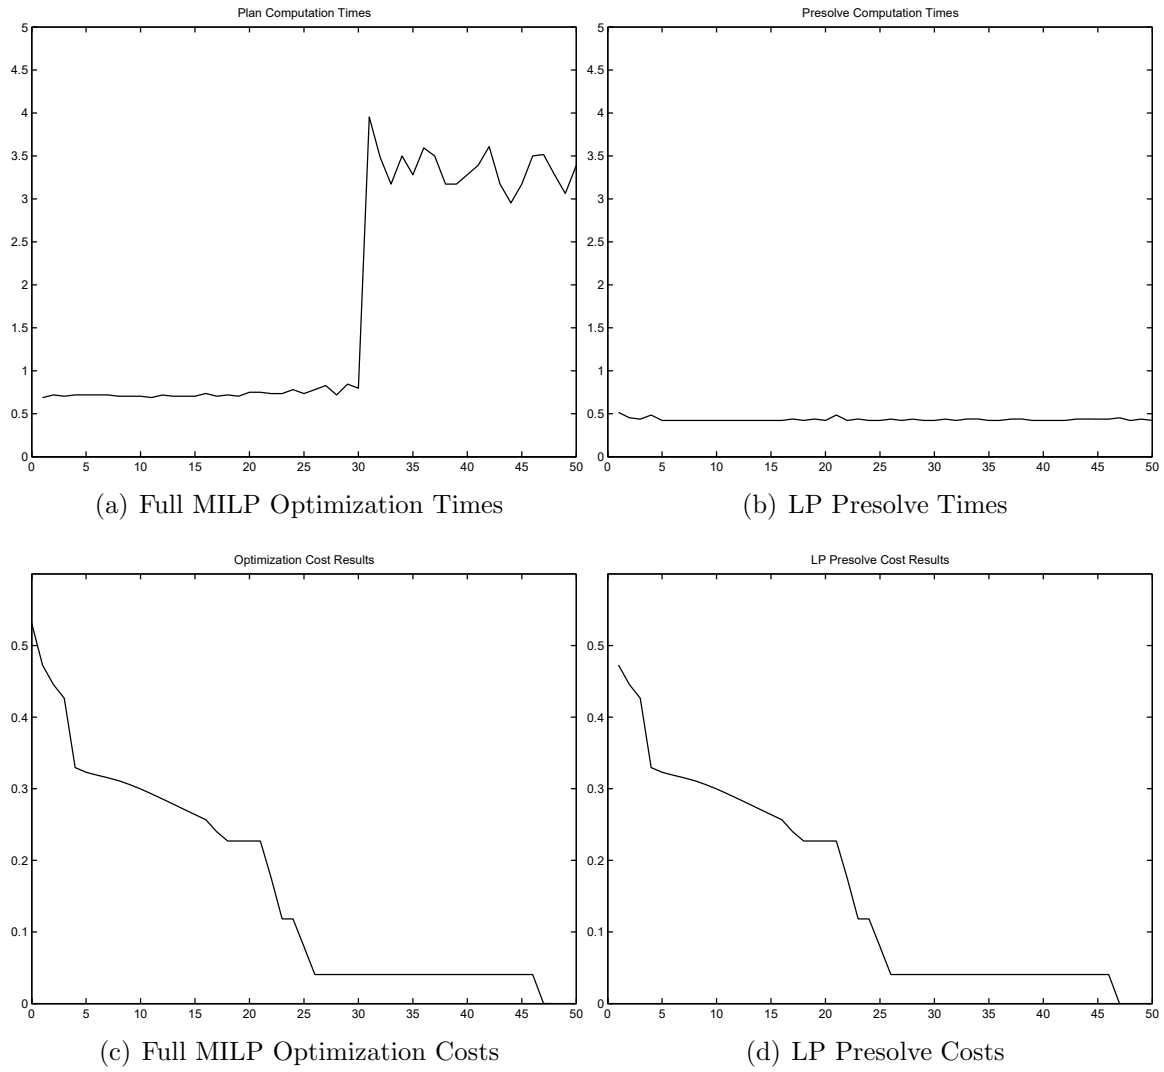 Plan Computation Times
5
4.5
4
3.5
3
2.5
2
1.5
1
0.5
0
0 5 10 15 20 25 30 35 40 45 50
(a) Full MILP Optimization Times
Presolve Computation Times
5
4.5
4
3.5
3
2.5
2
1.5
1
0.5
0
0 5 10 15 20 25 30 35 40 45 50
(b) LP Presolve Times
Optimization Cost Results
0.5
0.4
0.3
0.2
0.1
0
0 5 10 15 20 25 30 35 40 45 50
(c) Full MILP Optimization Costs
LP Presolve Cost Results
0.5
0.4
0.3
0.2
0.1
0
0 5 10 15 20 25 30 35 40 45 50
(d) LP Presolve Costs